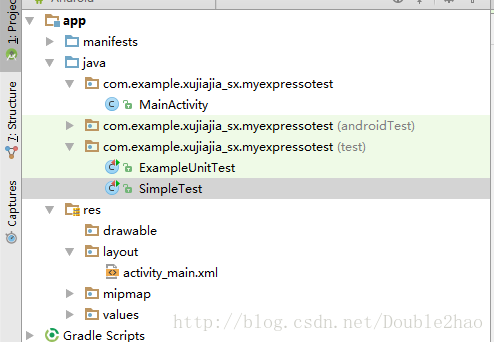 Android
1: Project
app
manifests
java
com.example.xujiajia_sx.myexpressotest
MainActivity
com.example.xujiajia_sx.myexpressotest (androidTest)
com.example.xujiajia_sx.myexpressotest (test)
ExampleUnitTest
SimpleTest
res
drawable
layout
activity_main.xml
mipmap
values
Gradle Scripts
7: Structure
Captures
http://blog.csdn.net/Double2hao